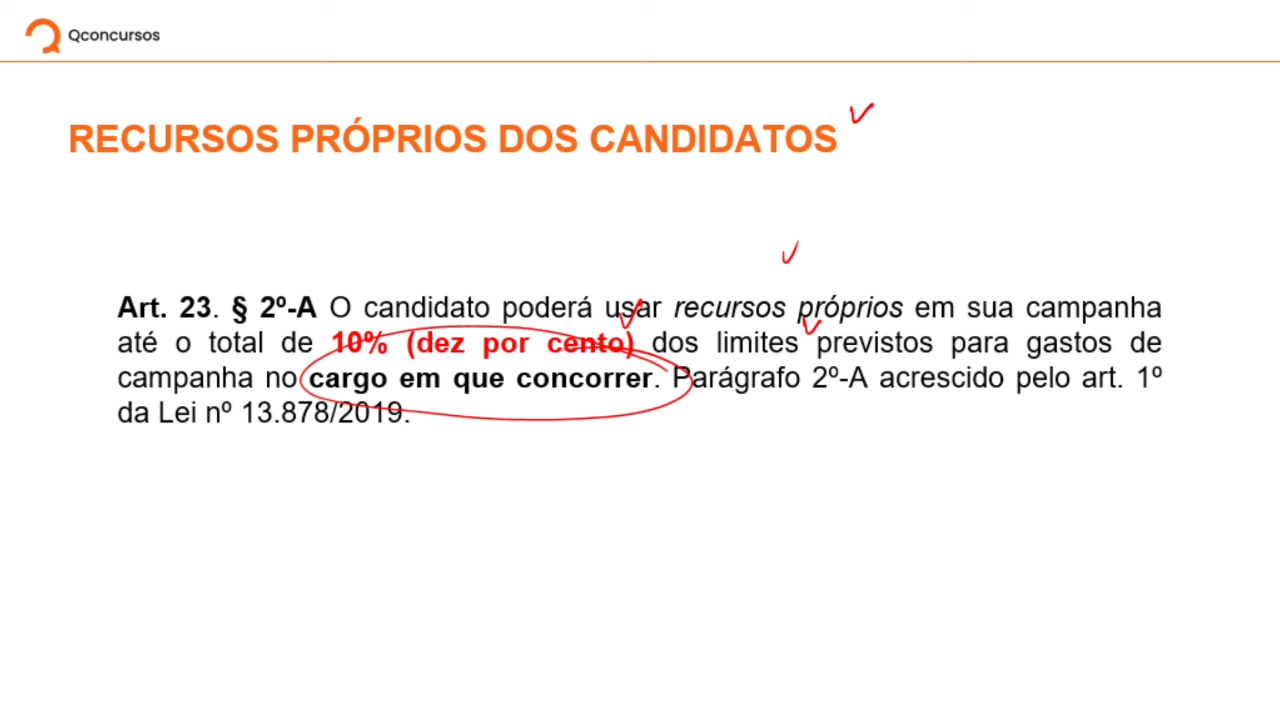 Qconcursos
RECURSOS PRÓPRIOS DOS CANDIDATOS
Art. 23. § 2º-A O candidato poderá usar recursos próprios em sua campanha
até o total de 10% (dez por cento) dos limites previstos para gastos de
campanha no cargo em que concorrer. Parágrafo 2º-A acrescido pelo art. 1º
da Lei nº 13.878/2019.